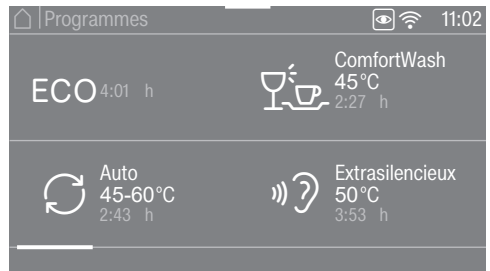 Programmes 11:02
ECO 4:01 h
ComfortWash
45°C
2:27 h
Auto
45-60°C
2:43 h
Extrasilencieux
50°C
3:53 h